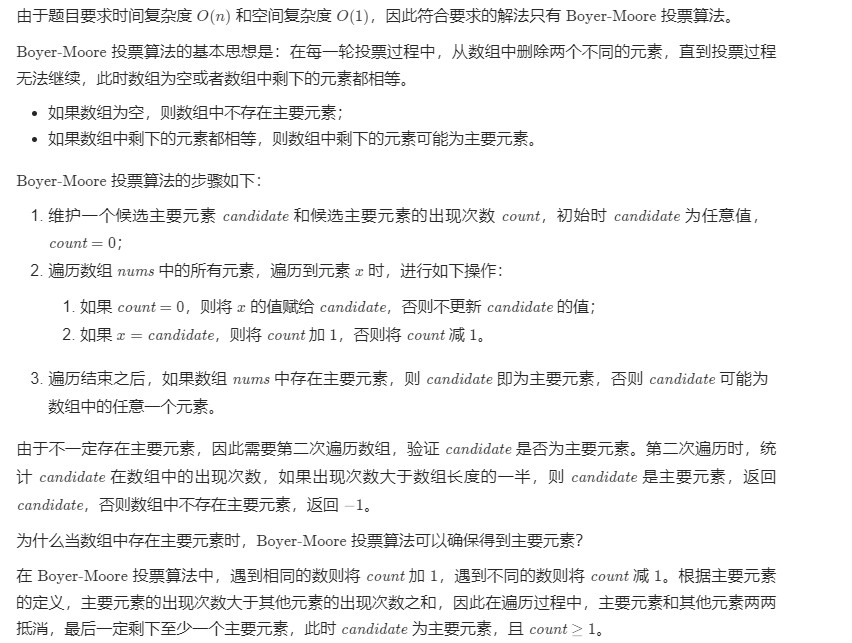 由于题目要求时间复杂度 O(n) 和空间复杂度 O(1)，因此符合要求的解法只有 Boyer-Moore 投票算法。
Boyer-Moore 投票算法的基本思想是：在每一轮投票过程中，从数组中删除两个不同的元素，直到投票过程
无法继续，此时数组为空或者数组中剩下的元素都相等。
• 如果数组为空，则数组中不存在主要元素；
• 如果数组中剩下的元素都相等，则数组中剩下的元素可能为主要元素。
Boyer-Moore 投票算法的步骤如下：
1. 维护一个候选主要元素 candidate 和候选主要元素的出现次数 count，初始时 candidate 为任意值，
count = 0；
2. 遍历数组 nums 中的所有元素，遍历到元素 x 时，进行如下操作：
1. 如果 count = 0，则将 x 的值赋给 candidate，否则不更新 candidate 的值；
2. 如果 x = candidate，则将 count 加 1，否则将 count 减 1。
3. 遍历结束之后，如果数组 nums 中存在主要元素，则 candidate 即为主要元素，否则 candidate 可能为
数组中的任意一个元素。
由于不一定存在主要元素，因此需要第二次遍历数组，验证 candidate 是否为主要元素。第二次遍历时，统
计 candidate 在数组中的出现次数，如果出现次数大于数组长度的一半，则 candidate 是主要元素，返回
candidate，否则数组中不存在主要元素，返回 −1。
为什么当数组中存在主要元素时，Boyer-Moore 投票算法可以确保得到主要元素？
在 Boyer-Moore 投票算法中，遇到相同的数则将 count 加 1，遇到不同的数则将 count 减 1。根据主要元素
的定义，主要元素的出现次数大于其他元素的出现次数之和，因此在遍历过程中，主要元素和其他元素两两
抵消，最后一定剩下至少一个主要元素，此时 candidate 为主要元素，且 count ≥ 1。